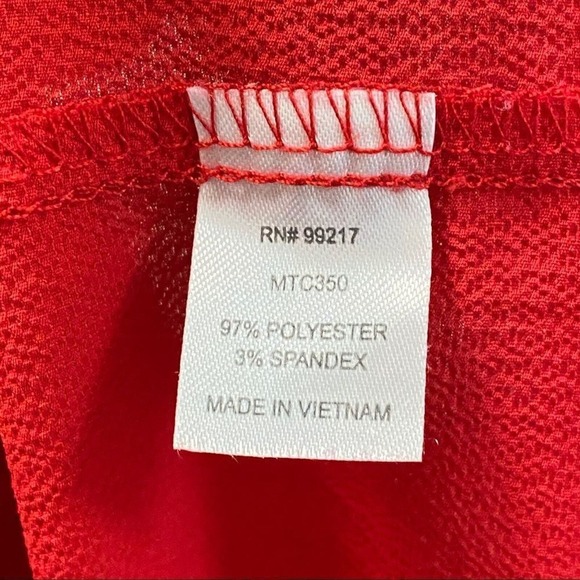 RN# 99217
MTC350
97% POLYESTER
3% SPANDEX
MADE IN VIETNAM